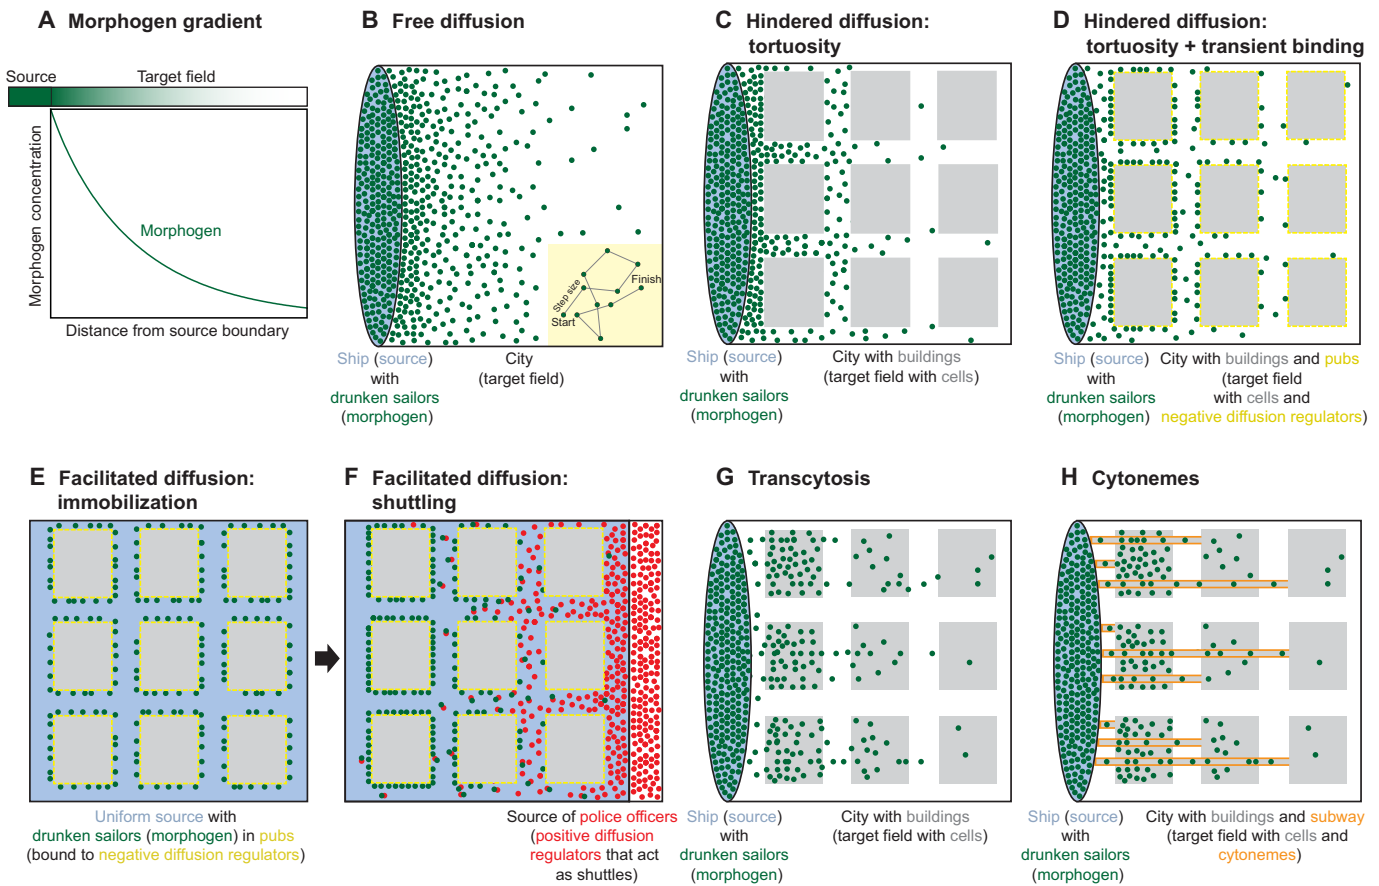 A Morphogen gradient
Source
Target field
Morphogen concentration
Morphogen
Distance from source boundary
B Free diffusion
Step size
Start
Finish
Ship (source)
with
drunken sailors
(morphogen)
City
(target field)
C Hindered diffusion:
tortuosity
Ship (source)
with
drunken sailors
(morphogen)
City with buildings
(target field with cells)
D Hindered diffusion:
tortuosity + transient binding
Ship (source)
with
drunken sailors
(morphogen)
City with buildings and pubs
(target field
with cells and
negative diffusion regulators)
E Facilitated diffusion:
immobilization
Uniform source with
drunken sailors (morphogen) in pubs
(bound to negative diffusion regulators)
F Facilitated diffusion:
shuttling
Source of police officers
(positive diffusion
regulators that act
as shuttles)
G Transcytosis
Ship (source)
with
drunken sailors
(morphogen)
City with buildings
(target field with cells)
H Cytonemes
Ship (source)
with
drunken sailors
(morphogen)
City with buildings and subway
(target field with cells and
cytonemes)